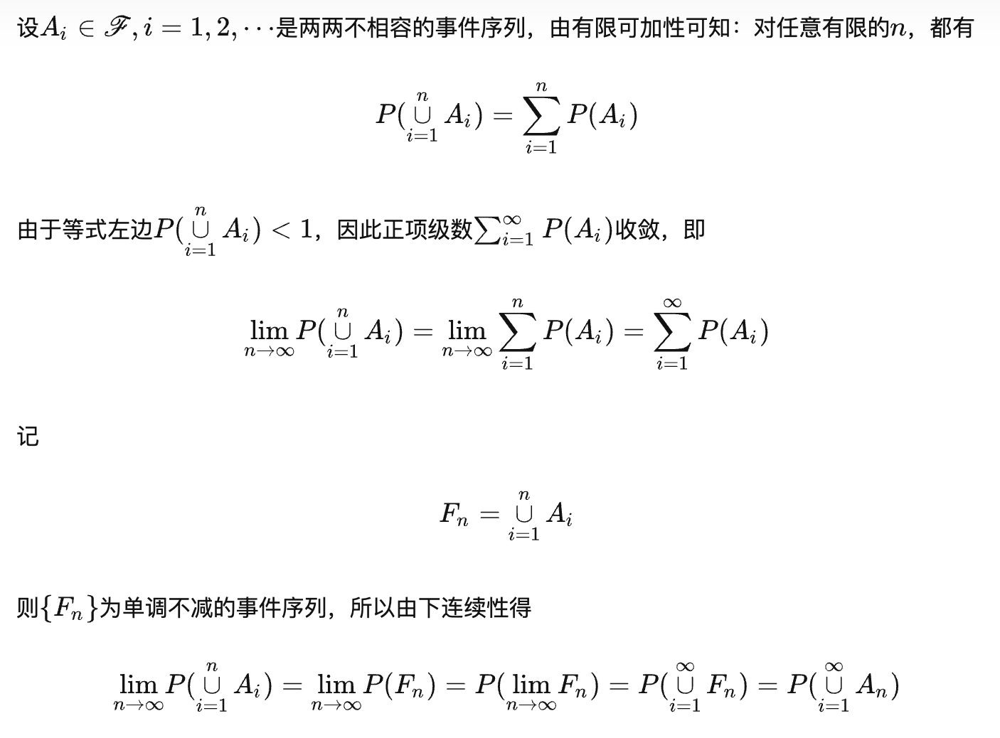 设$A_i \in \mathscr{F}, i = 1, 2, \cdots$是两两不相容的事件序列，由有限可加性可知：对任意有限的$n$，都有
$$P(\overset{n}{\underset{i=1}{\cup}} A_i) = \sum_{i=1}^{n} P(A_i)$$
由于等式左边$P(\overset{n}{\underset{i=1}{\cup}} A_i) < 1$，因此正项级数$\sum_{i=1}^{\infty} P(A_i)$收敛，即
$$\lim_{n \to \infty} P(\overset{n}{\underset{i=1}{\cup}} A_i) = \lim_{n \to \infty} \sum_{i=1}^{n} P(A_i) = \sum_{i=1}^{\infty} P(A_i)$$
记
$$F_n = \overset{n}{\underset{i=1}{\cup}} A_i$$
则$\{F_n\}$为单调不减的事件序列，所以由下连续性得
$$\lim_{n \to \infty} P(\overset{n}{\underset{i=1}{\cup}} A_i) = \lim_{n \to \infty} P(F_n) = P(\lim_{n \to \infty} F_n) = P(\overset{\infty}{\underset{i=1}{\cup}} F_n) = P(\overset{\infty}{\underset{i=1}{\cup}} A_n)$$